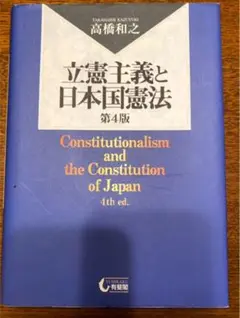 TAKAHASHI KAZUYUKI
高橋和之
立憲主義と
日本国憲法
第4版
Constitutionalism
and
the Constitution
of Japan
4th ed.
YUHIKAKU
有斐閣